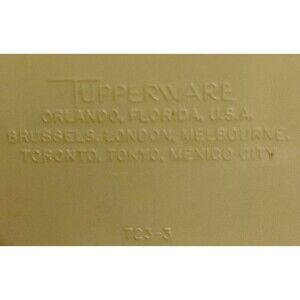 TUPPERWARE
ORLANDO, FLORIDA, U.S.A.
BRUSSELS, LONDON, MELBOURNE,
TORONTO, TOKYO, MEXICO CITY
723-3